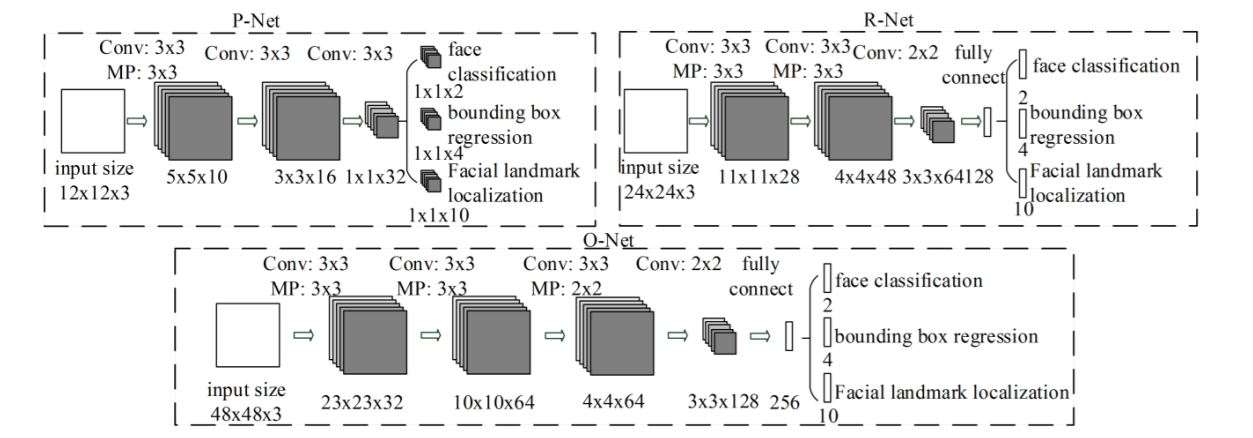 P-Net
Conv: 3x3
MP: 3x3
Conv: 3x3
Conv: 3x3
face
classification
1x1x2
bounding box
regression
1x1x4
Facial landmark
localization
1x1x10
input size
12x12x3
5x5x10
3x3x16
1x1x32
R-Net
Conv: 3x3
MP: 3x3
Conv: 3x3
MP: 3x3
Conv: 2x2
fully
connect
face classification
2
bounding box
regression
4
Facial landmark
localization
10
input size
24x24x3
11x11x28
4x4x48
3x3x64
128
O-Net
Conv: 3x3
MP: 3x3
Conv: 3x3
MP: 3x3
Conv: 3x3
MP: 2x2
Conv: 2x2
fully
connect
face classification
2
bounding box regression
4
Facial landmark localization
10
input size
48x48x3
23x23x32
10x10x64
4x4x64
3x3x128
256